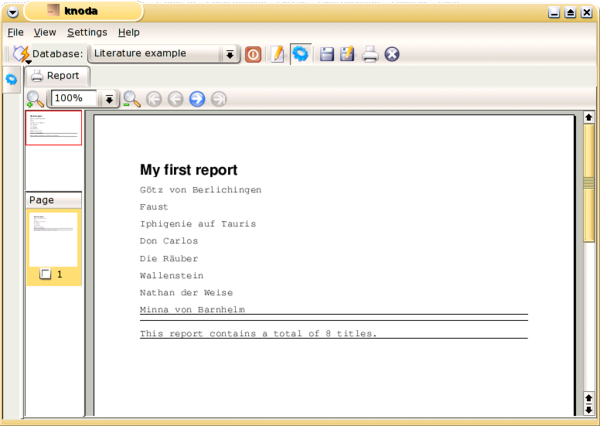 knoda
File View Settings Help
Database: Literature example
Report
100%
Page
1
My first report
Götz von Berlichingen
Faust
Iphigenie auf Tauris
Don Carlos
Die Räuber
Wallenstein
Nathan der Weise
Minna von Barnhelm
This report contains a total of 8 titles.